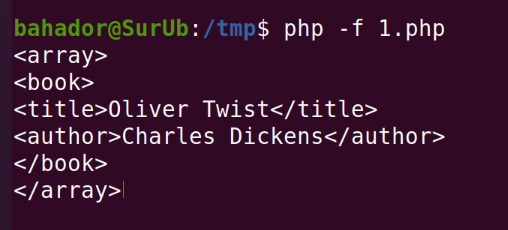 bahador@SurUb:/tmp$ php -f 1.php
<array>
<book>
<title>Oliver Twist</title>
<author>Charles Dickens</author>
</book>
</array>